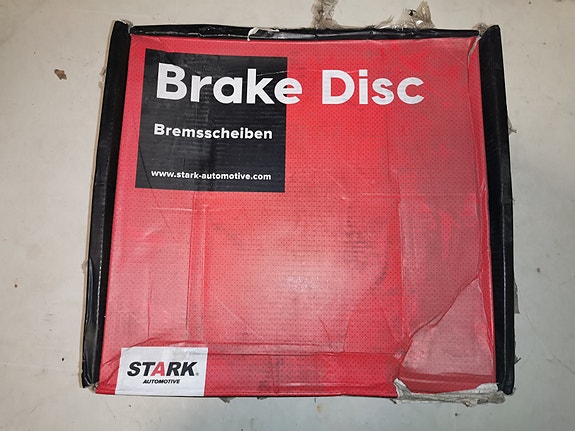 Brake Disc
Bremsscheiben
www.stark-automotive.com
STARK®
AUTOMOTIVE